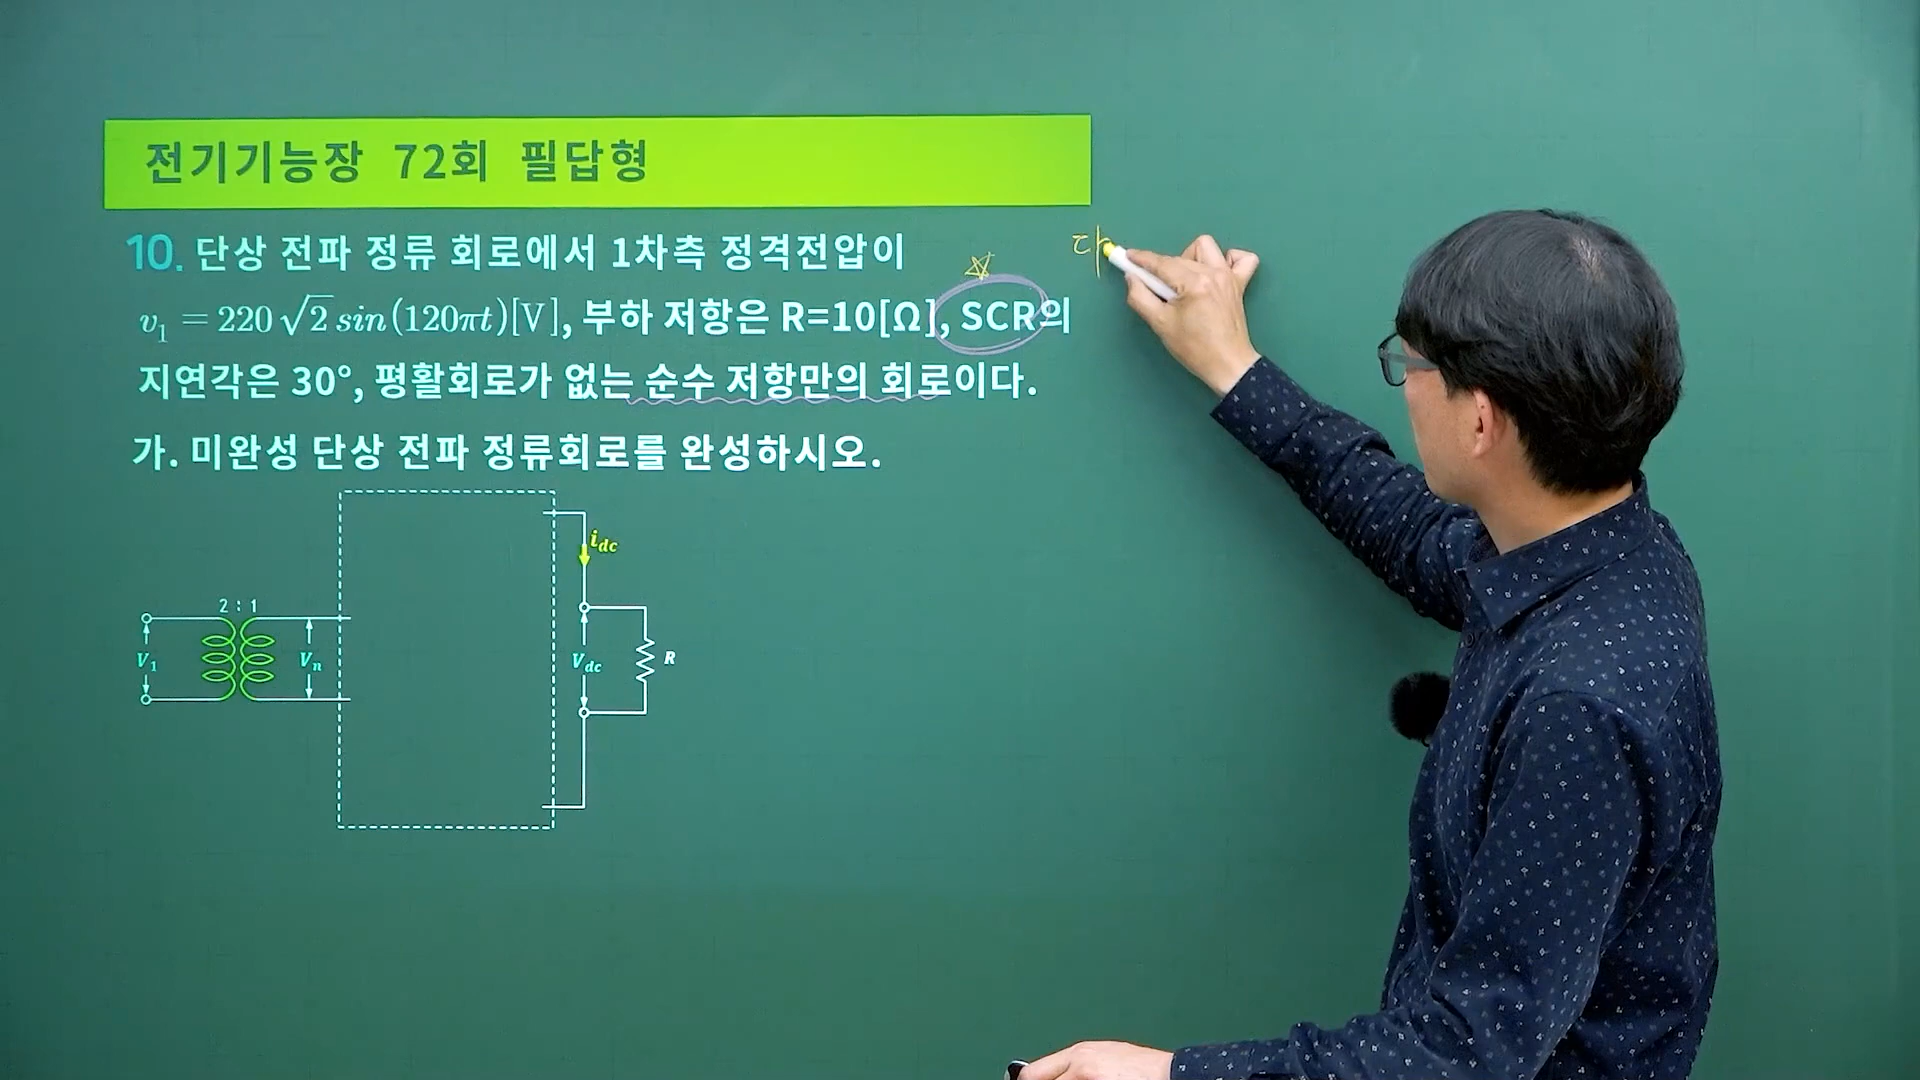 전기기능장 72회 필답형
10. 단상 전파 정류 회로에서 1차측 정격전압이
v₁ = 220√2 sin(120πt)[V], 부하 저항은 R=10[Ω], SCR의
지연각은 30°, 평활회로가 없는 순수 저항만의 회로이다.
가. 미완성 단상 전파 정류회로를 완성하시오.
i_dc
2 : 1
V₁
V_n
V_dc
R
다